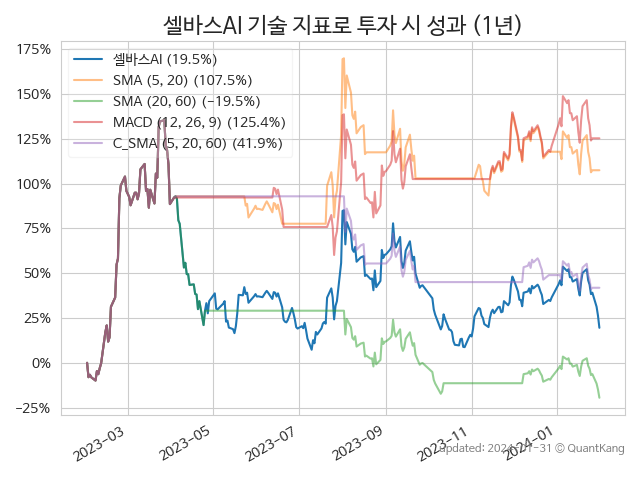 셀바스AI 기술 지표로 투자 시 성과 (1년)
175%
150%
125%
100%
75%
50%
25%
0%
−25%
셀바스AI (19.5%)
SMA (5, 20) (107.5%)
SMA (20, 60) (−19.5%)
MACD (12, 26, 9) (125.4%)
C_SMA (5, 20, 60) (41.9%)
2023−03
2023−05
2023−07
2023−09
2023−11
2024−01
updated: 2024−01−31 © QuantKang